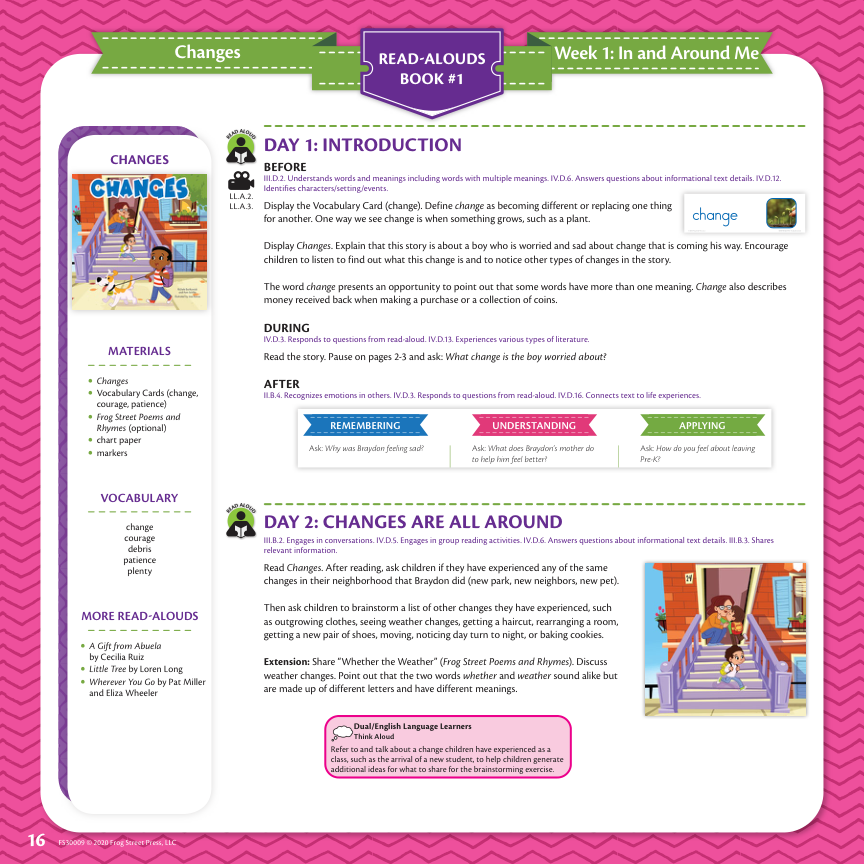 Changes
READ-ALOUDS
BOOK #1
Week 1: In and Around Me
CHANGES
CHANGES
MATERIALS
• Changes
• Vocabulary Cards (change,
courage, patience)
• Frog Street Poems and
Rhymes (optional)
• chart paper
• markers
VOCABULARY
change
courage
debris
patience
plenty
MORE READ-ALOUDS
• A Gift from Abuela
by Cecilia Ruiz
• Little Tree by Loren Long
• Wherever You Go by Pat Miller
and Eliza Wheeler
READ ALOUD
LL.A.2.
LL.A.3.
DAY 1: INTRODUCTION
BEFORE
III.D.2. Understands words and meanings including words with multiple meanings. IV.D.6. Answers questions about informational text details. IV.D.12.
Identifies characters/setting/events.
Display the Vocabulary Card (change). Define change as becoming different or replacing one thing
for another. One way we see change is when something grows, such as a plant.
change
Display Changes. Explain that this story is about a boy who is worried and sad about change that is coming his way. Encourage
children to listen to find out what this change is and to notice other types of changes in the story.
The word change presents an opportunity to point out that some words have more than one meaning. Change also describes
money received back when making a purchase or a collection of coins.
DURING
IV.D.3. Responds to questions from read-aloud. IV.D.13. Experiences various types of literature.
Read the story. Pause on pages 2-3 and ask: What change is the boy worried about?
AFTER
II.B.4. Recognizes emotions in others. IV.D.3. Responds to questions from read-aloud. IV.D.16. Connects text to life experiences.
REMEMBERING
Ask: Why was Braydon feeling sad?
UNDERSTANDING
Ask: What does Braydon's mother do
to help him feel better?
APPLYING
Ask: How do you feel about leaving
Pre-K?
READ ALOUD
DAY 2: CHANGES ARE ALL AROUND
III.B.2. Engages in conversations. IV.D.5. Engages in group reading activities. IV.D.6. Answers questions about informational text details. III.B.3. Shares
relevant information.
Read Changes. After reading, ask children if they have experienced any of the same
changes in their neighborhood that Braydon did (new park, new neighbors, new pet).
Then ask children to brainstorm a list of other changes they have experienced, such
as outgrowing clothes, seeing weather changes, getting a haircut, rearranging a room,
getting a new pair of shoes, moving, noticing day turn to night, or baking cookies.
Extension: Share "Whether the Weather" (Frog Street Poems and Rhymes). Discuss
weather changes. Point out that the two words whether and weather sound alike but
are made up of different letters and have different meanings.
Dual/English Language Learners
Think Aloud
Refer to and talk about a change children have experienced as a
class, such as the arrival of a new student, to help children generate
additional ideas for what to share for the brainstorming exercise.
16
FS30009 © 2020 Frog Street Press, LLC